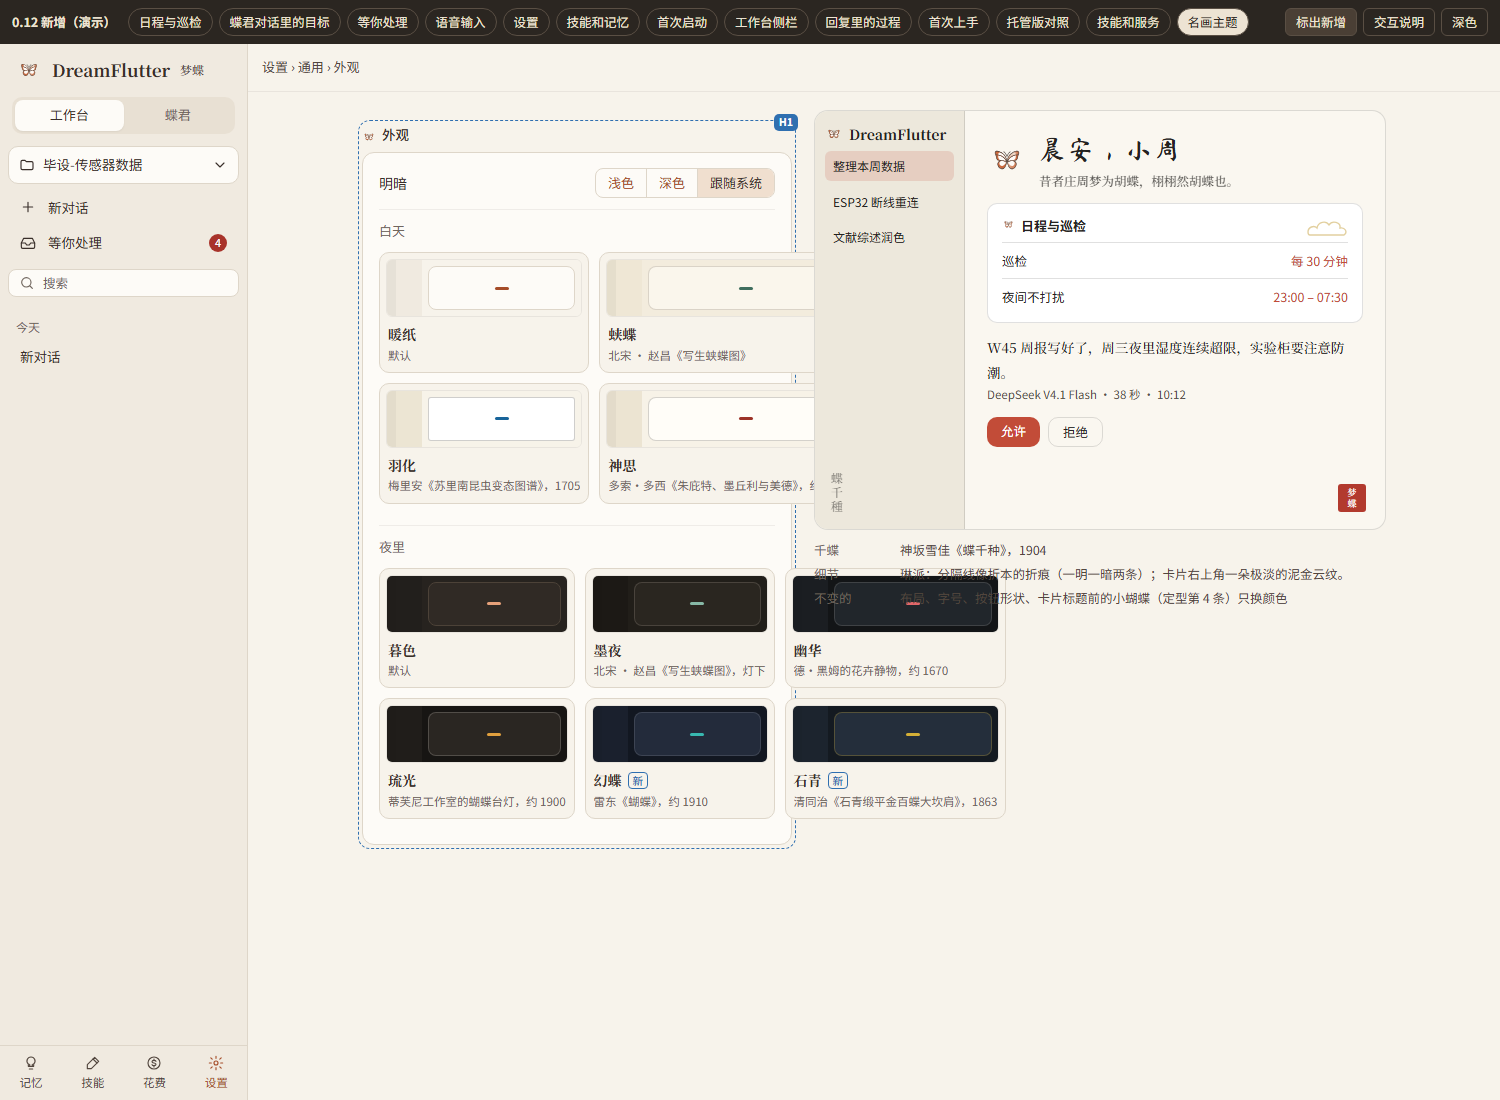 0.12 新增（演示） 日程与巡检 蝶君对话里的目标 等你处理 语音输入 设置 技能和记忆 首次启动 工作台侧栏 回复里的过程 首次上手 托管版对照 技能和服务 名画主题 标出新增 交互说明 深色
DreamFlutter 梦蝶
工作台 蝶君
毕设-传感器数据
新对话
等你处理 4
搜索
今天
新对话
记忆 技能 花费 设置
设置 › 通用 › 外观
H1
外观
明暗 浅色 深色 跟随系统
白天
暖纸
默认
蛱蝶
北宋 · 赵昌《写生蛱蝶图》
羽化
梅里安《苏里南昆虫变态图谱》，1705
神思
多索·多西《朱庇特、墨丘利与美德》，
夜里
暮色
默认
墨夜
北宋 · 赵昌《写生蛱蝶图》，灯下
幽华
德·黑姆的花卉静物，约 1670
琉光
蒂芙尼工作室的蝴蝶台灯，约 1900
幻蝶 新
雷东《蝴蝶》，约 1910
石青 新
清同治《石青缎平金百蝶大坎肩》，1863
DreamFlutter
整理本周数据
ESP32 断线重连
文献综述润色
蝶千種
晨安，小周
昔者庄周梦为胡蝶，栩栩然胡蝶也。
日程与巡检
巡检 每 30 分钟
夜间不打扰 23:00 – 07:30
W45 周报写好了，周三夜里湿度连续超限，实验柜要注意防
潮。
DeepSeek V4.1 Flash · 38 秒 · 10:12
允许 拒绝
梦蝶
千蝶 神坂雪佳《蝶千种》，1904
细节 琳派：分隔线像折本的折痕（一明一暗两条）；卡片右上角一朵极淡的泥金云纹。
不变的 布局、字号、按钮形状、卡片标题前的小蝴蝶（定型第 4 条）只换颜色